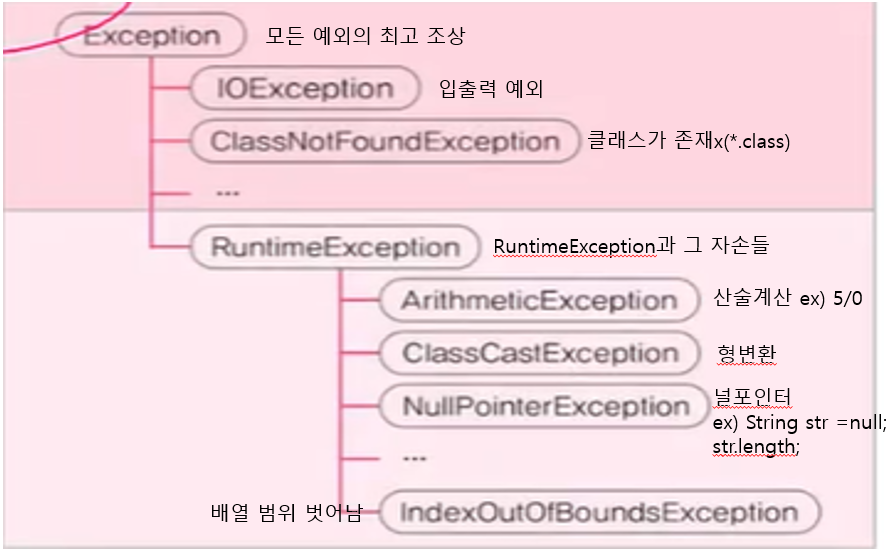 Exception 모든 예외의 최고 조상
IOException 입출력 예외
ClassNotFoundException 클래스가 존재x(*.class)
...
RuntimeException RuntimeException과 그 자손들
ArithmeticException 산술계산 ex) 5/0
ClassCastException 형변환
NullPointerException 널포인터
ex) String str =null;
str.length;
...
배열 범위 벗어남 IndexOutOfBoundsException